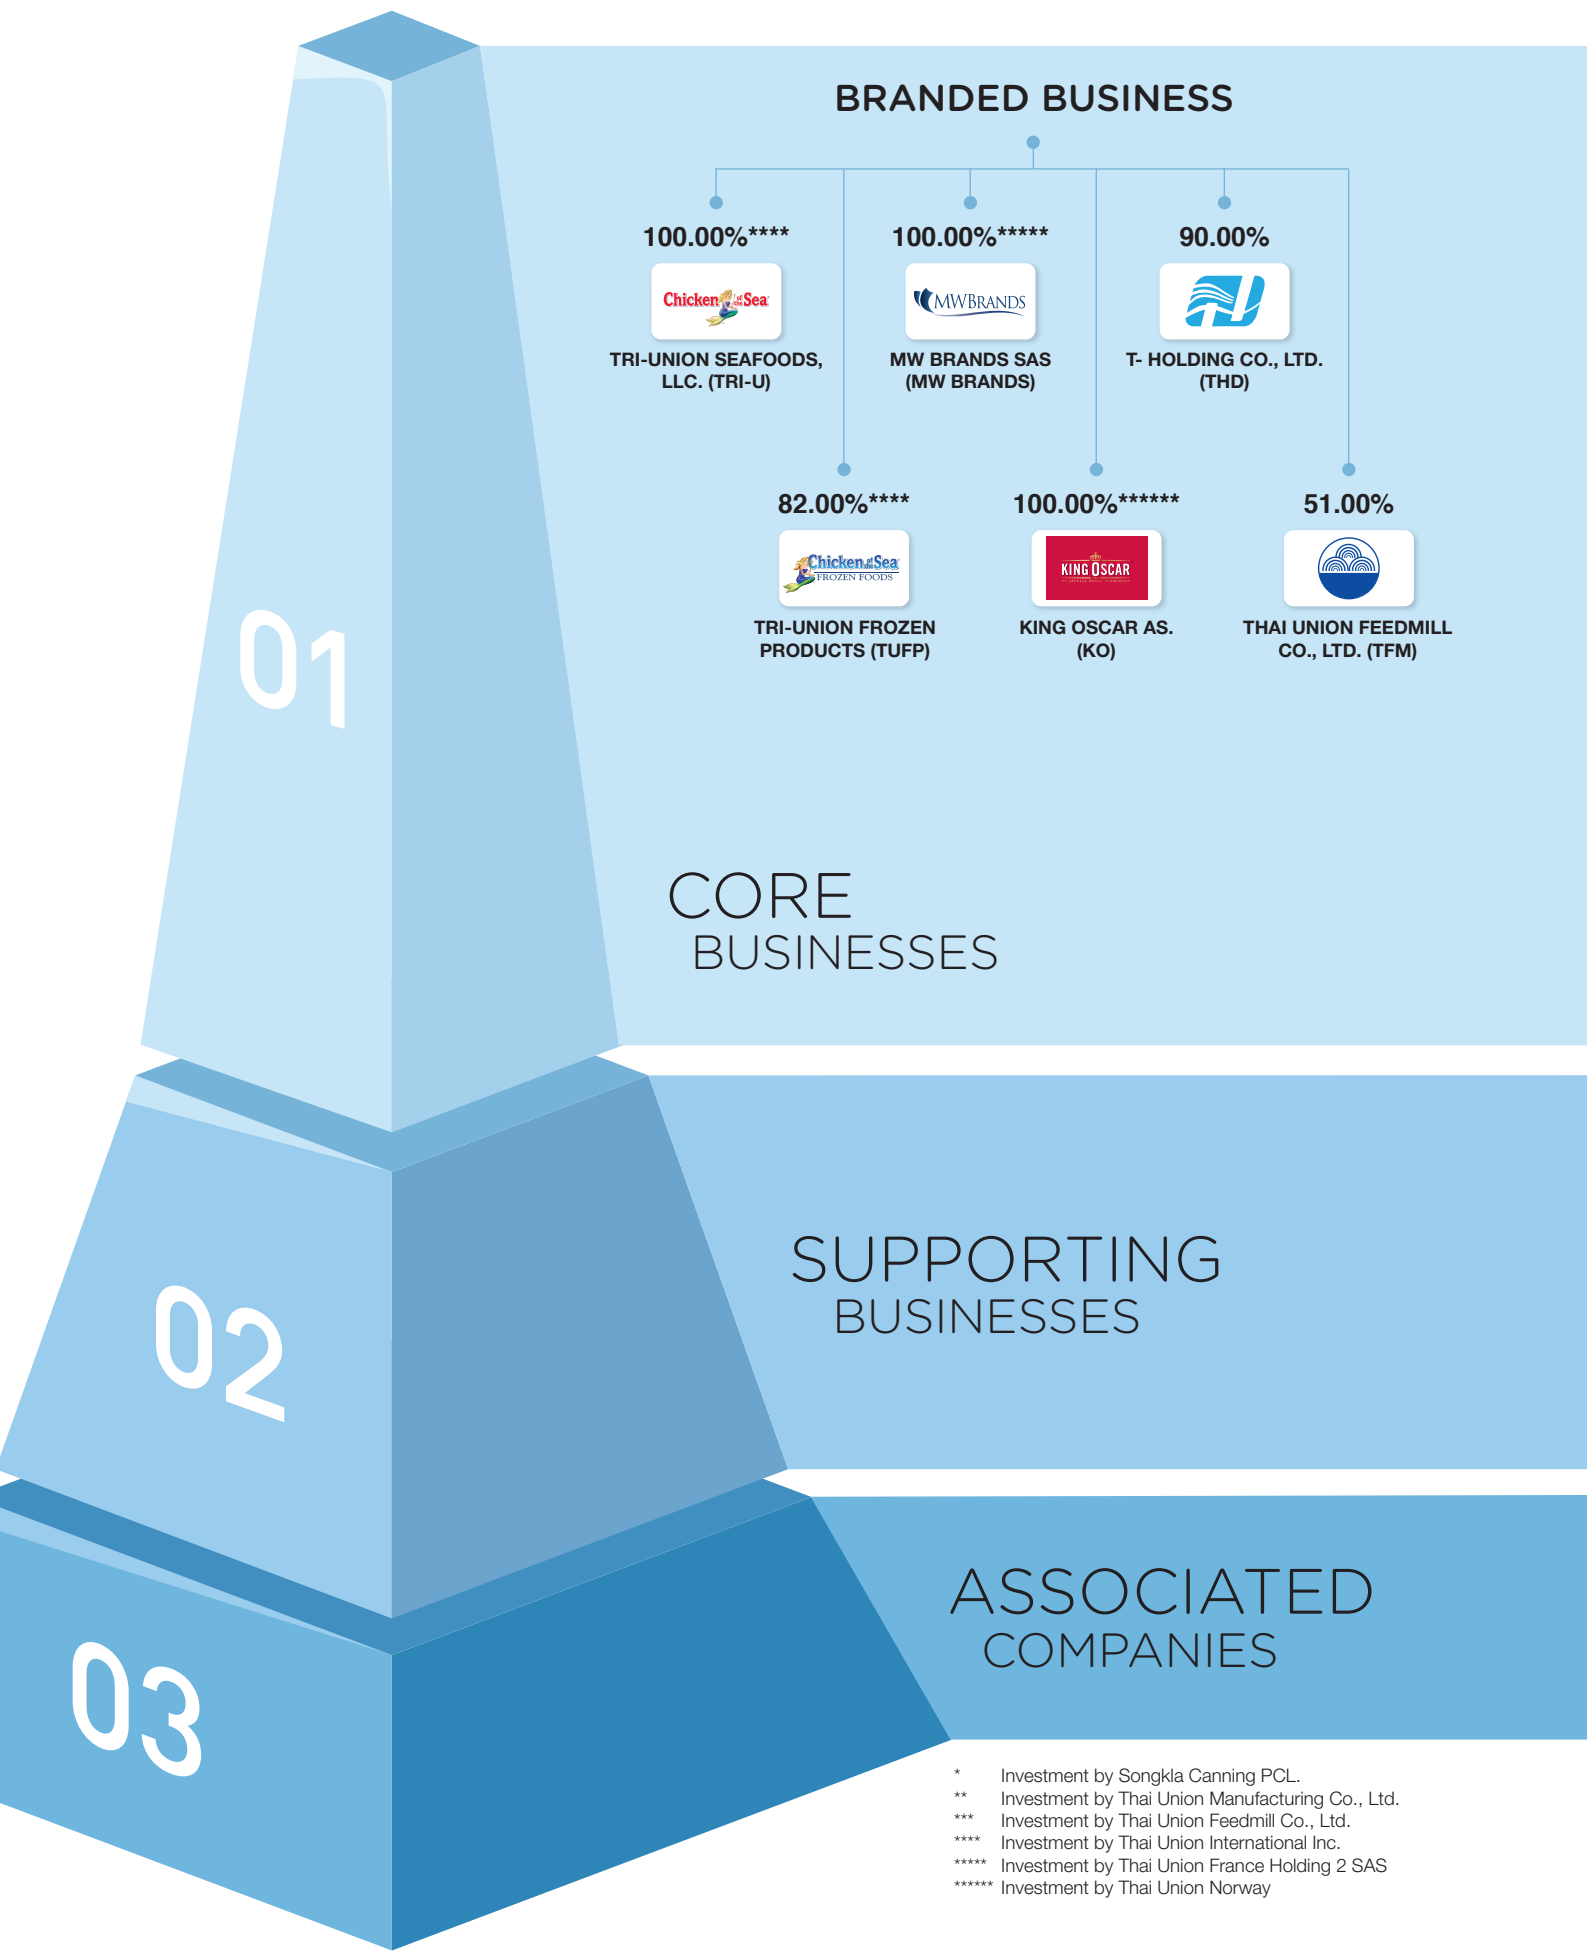 BRANDED BUSINESS
100.00%****
100.00%*****
90.00%
Chicken of the Sea
MWBRANDS
TRI-UNION SEAFOODS,
LLC. (TRI-U)
MW BRANDS SAS
(MW BRANDS)
T- HOLDING CO., LTD.
(THD)
82.00%****
100.00%******
51.00%
Chicken of the Sea
FROZEN FOODS
KING OSCAR
TRI-UNION FROZEN
PRODUCTS (TUFP)
KING OSCAR AS.
(KO)
THAI UNION FEEDMILL
CO., LTD. (TFM)
01
CORE
BUSINESSES
02
SUPPORTING
BUSINESSES
03
ASSOCIATED
COMPANIES
* Investment by Songkla Canning PCL.
** Investment by Thai Union Manufacturing Co., Ltd.
*** Investment by Thai Union Feedmill Co., Ltd.
**** Investment by Thai Union International Inc.
***** Investment by Thai Union France Holding 2 SAS
****** Investment by Thai Union Norway